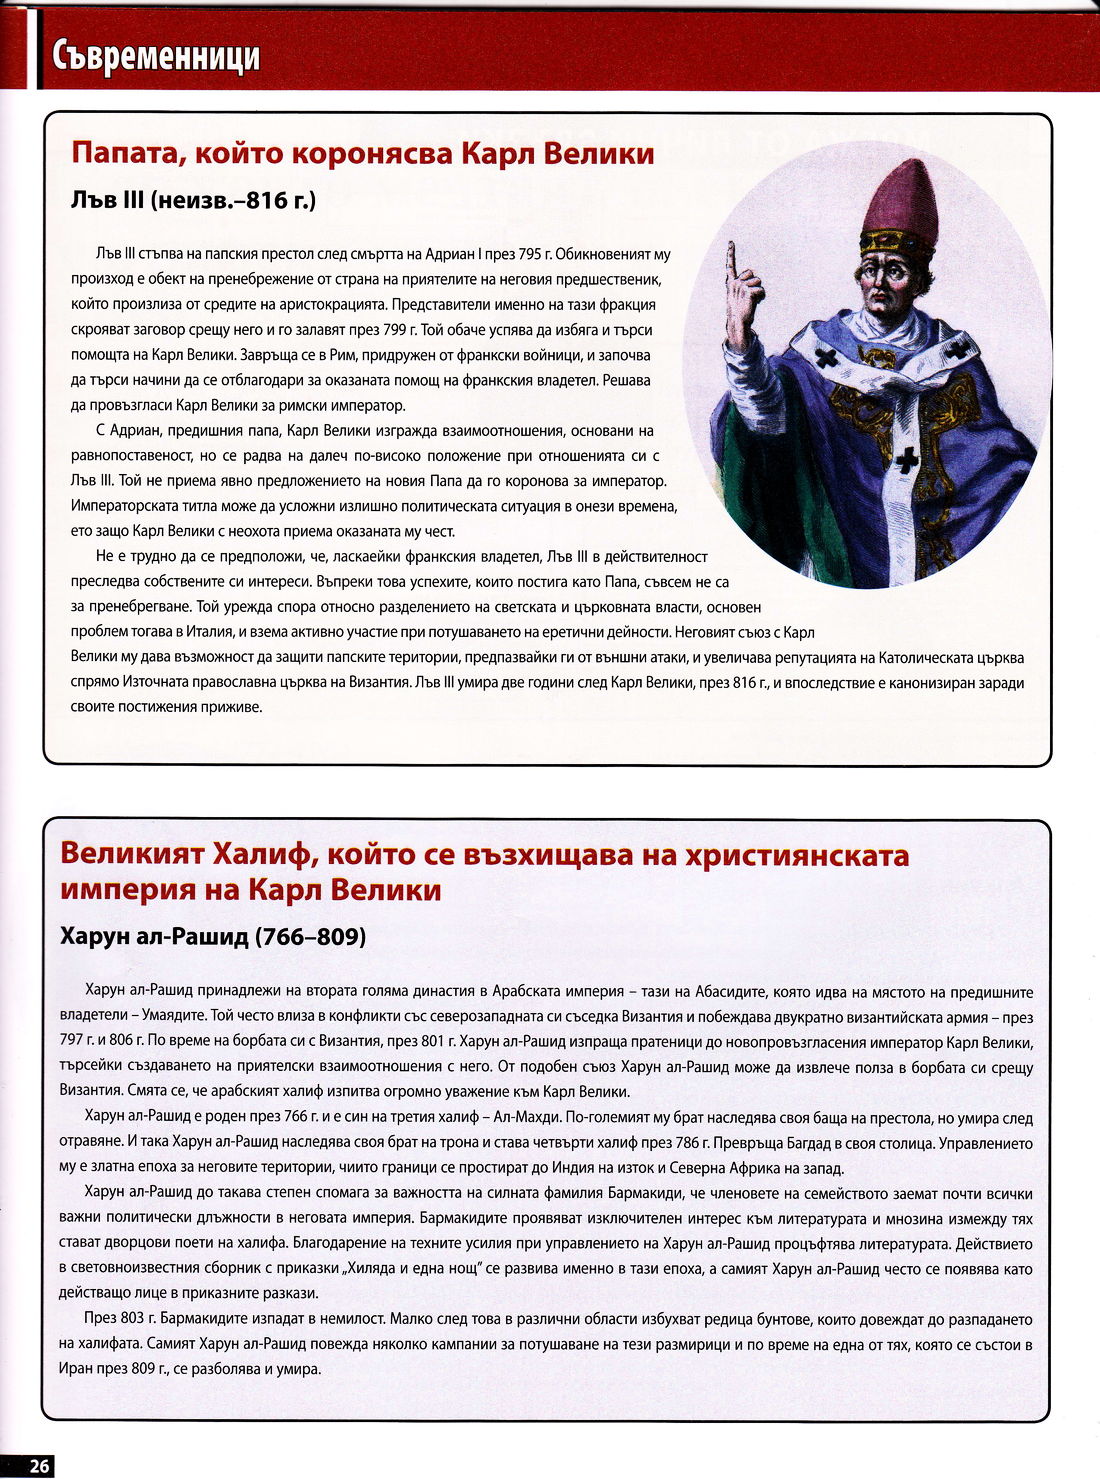 Съвременници
Папата, който коронясва Карл Велики
Лъв III (неизв.–816 г.)
Лъв III стъпва на папския престол след смъртта на Адриан I през 795 г. Обикновеният му
произход е обект на пренебрежение от страна на приятелите на неговия предшественик,
който произлиза от средите на аристокрацията. Представители именно на тази фракция
скрояват заговор срещу него и го залавят през 799 г. Той обаче успява да избяга и търси
помощта на Карл Велики. Завръща се в Рим, придружен от франкски войници, и започва
да търси начини да се отблагодари за оказаната помощ на франкския владетел. Решава
да провъзгласи Карл Велики за римски император.
С Адриан, предишния папа, Карл Велики изгражда взаимоотношения, основани на
равнопоставеност, но се радва на далеч по-високо положение при отношенията си с
Лъв III. Той не приема явно предложението на новия Папа да го коронова за император.
Императорската титла може да усложни излишно политическата ситуация в онези времена,
ето защо Карл Велики с неохота приема оказаната му чест.
Не е трудно да се предположи, че, ласкаейки франкския владетел, Лъв III в действителност
преследва собствените си интереси. Въпреки това успехите, които постига като Папа, съвсем не са
за пренебрегване. Той урежда спора относно разделението на светската и църковната власти, основен
проблем тогава в Италия, и взема активно участие при потушаването на еретични дейности. Неговият съюз с Карл
Велики му дава възможност да защити папските територии, предпазвайки ги от външни атаки, и увеличава репутацията на Католическата църква
спрямо Източната православна църква на Византия. Лъв III умира две години след Карл Велики, през 816 г., и впоследствие е канонизиран заради
своите постижения приживе.
Великият Халиф, който се възхищава на християнската
империя на Карл Велики
Харун ал-Рашид (766–809)
Харун ал-Рашид принадлежи на втората голяма династия в Арабската империя – тази на Абасидите, която идва на мястото на предишните
владетели – Умаядите. Той често влиза в конфликти със северозападната си съседка Византия и побеждава двукратно византийската армия – през
797 г. и 806 г. По време на борбата си с Византия, през 801 г. Харун ал-Рашид изпраща пратеници до новопровъзгласения император Карл Велики,
търсейки създаването на приятелски взаимоотношения с него. От подобен съюз Харун ал-Рашид може да извлече полза в борбата си срещу
Византия. Смята се, че арабският халиф изпитва огромно уважение към Карл Велики.
Харун ал-Рашид е роден през 766 г. и е син на третия халиф – Ал-Махди. По-големият му брат наследява своя баща на престола, но умира след
отравяне. И така Харун ал-Рашид наследява своя брат на трона и става четвърти халиф през 786 г. Превръща Багдад в своя столица. Управлението
му е златна епоха за неговите територии, чиито граници се простират до Индия на изток и Северна Африка на запад.
Харун ал-Рашид до такава степен спомага за важността на силната фамилия Бармакиди, че членовете на семейството заемат почти всички
важни политически длъжности в неговата империя. Бармакидите проявяват изключителен интерес към литературата и мнозина измежду тях
стават дворцови поети на халифа. Благодарение на техните усилия при управлението на Харун ал-Рашид процъфтява литературата. Действието
в световноизвестния сборник с приказки „Хиляда и една нощ” се развива именно в тази епоха, а самият Харун ал-Рашид често се появява като
действащо лице в приказните разкази.
През 803 г. Бармакидите изпадат в немилост. Малко след това в различни области избухват редица бунтове, които довеждат до разпадането
на халифата. Самият Харун ал-Рашид повежда няколко кампании за потушаване на тези размирици и по време на една от тях, която се състои в
Иран през 809 г., се разболява и умира.
26